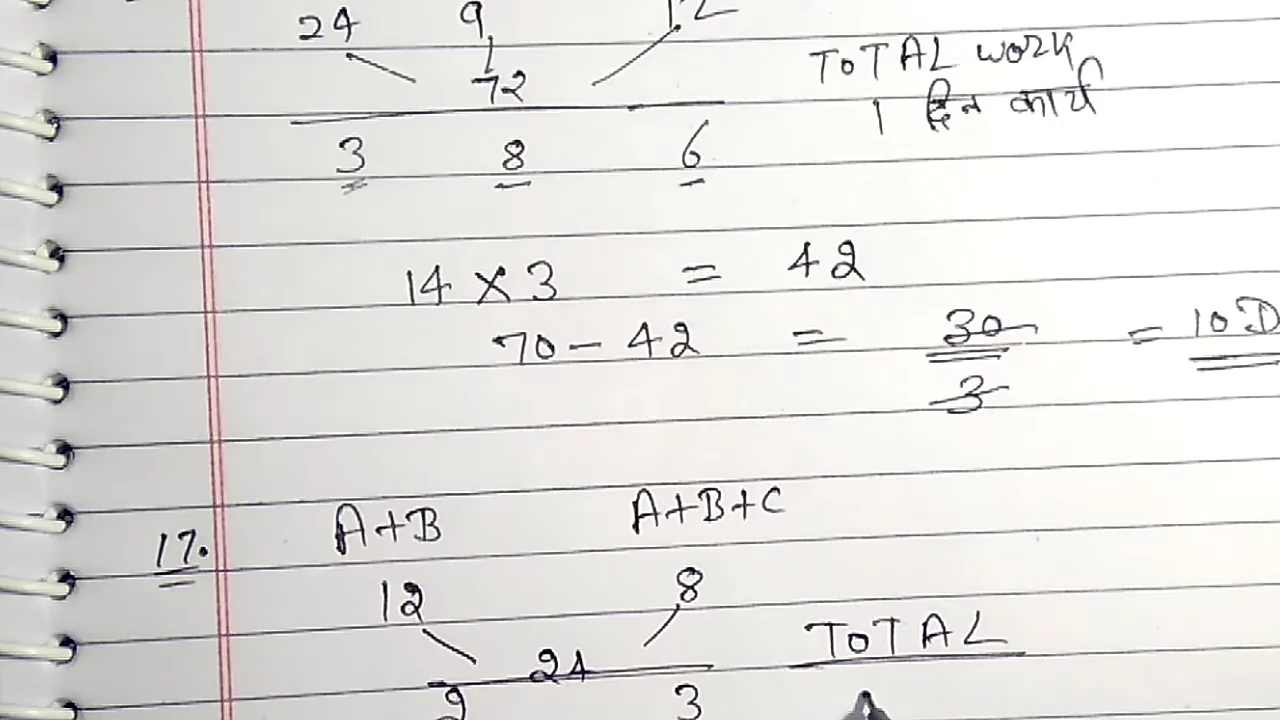 24 9 12
72 TOTAL WORK
1 दिन कार्य
3 8 6
14 × 3 = 42
70 - 42 = 30/3 = 10D
17. A+B A+B+C
12 8
24 TOTAL
2 3